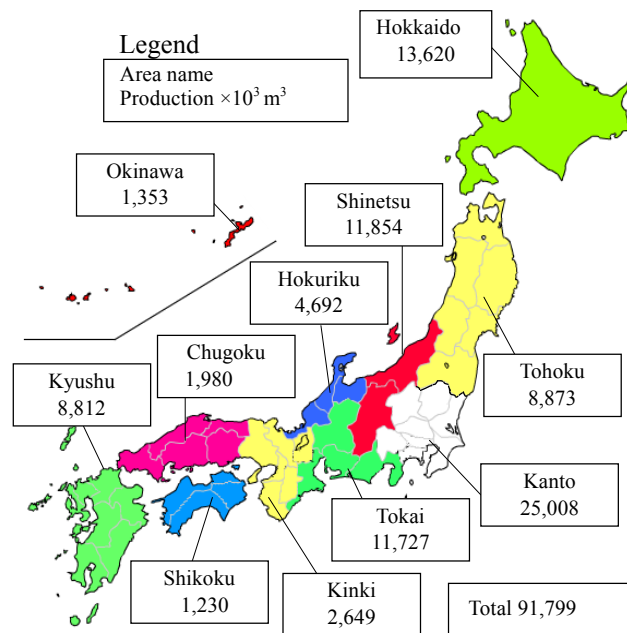 Legend
Area name
Production ×10³ m³
Hokkaido
13,620
Okinawa
1,353
Shinetsu
11,854
Hokuriku
4,692
Chugoku
1,980
Kyushu
8,812
Tohoku
8,873
Kanto
25,008
Tokai
11,727
Shikoku
1,230
Kinki
2,649
Total 91,799